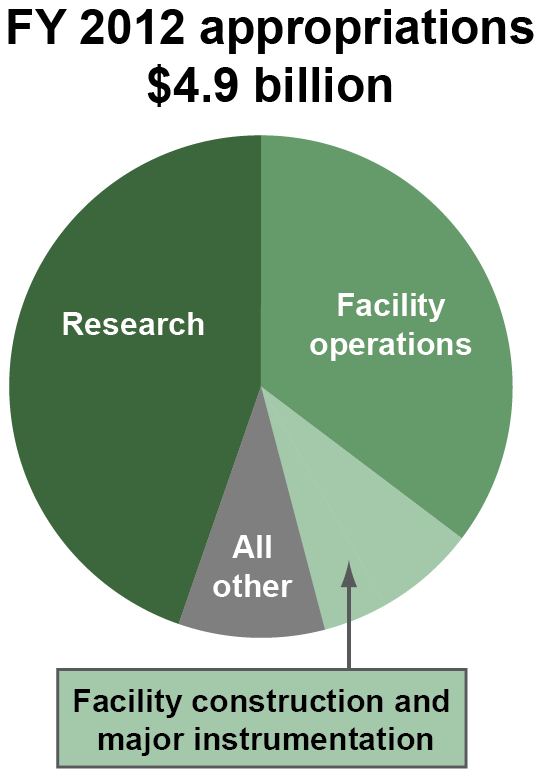 FY 2012 appropriations
$4.9 billion
Research
Facility
operations
All
other
Facility construction and
major instrumentation